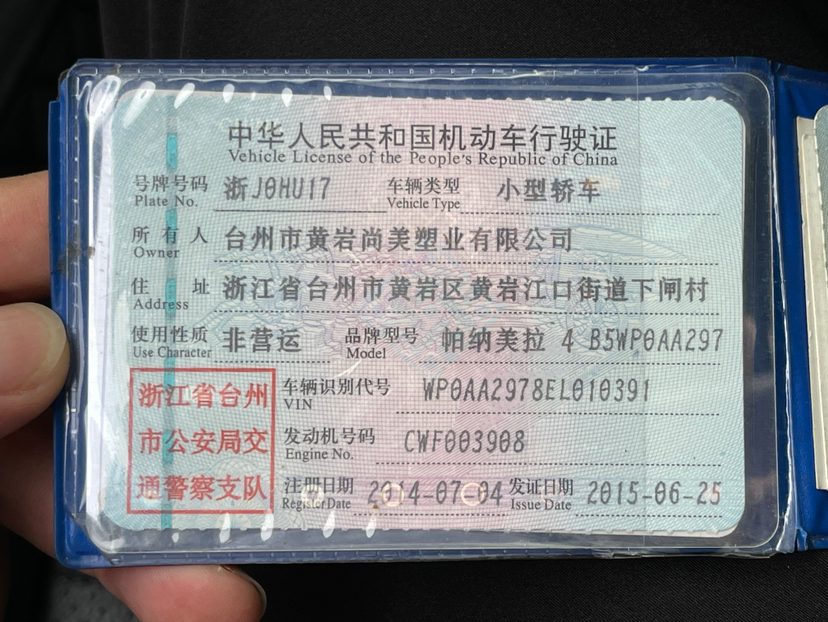 中华人民共和国机动车行驶证
Vehicle License of the People's Republic of China
号牌号码 浙J0HU17 车辆类型 小型轿车
Plate No. Vehicle Type
所有人 台州市黄岩尚美塑业有限公司
Owner
住址 浙江省台州市黄岩区黄岩江口街道下闸村
Address
使用性质 非营运 品牌型号 帕纳美拉 4 B5WP0AA297
Use Character Model
浙江省台州 车辆识别代号 WP0AA2978EL010391
VIN
市公安局交 发动机号码 CWF003908
Engine No.
通警察支队 注册日期 2014-07-04 发证日期 2015-06-25
Register Date Issue Date